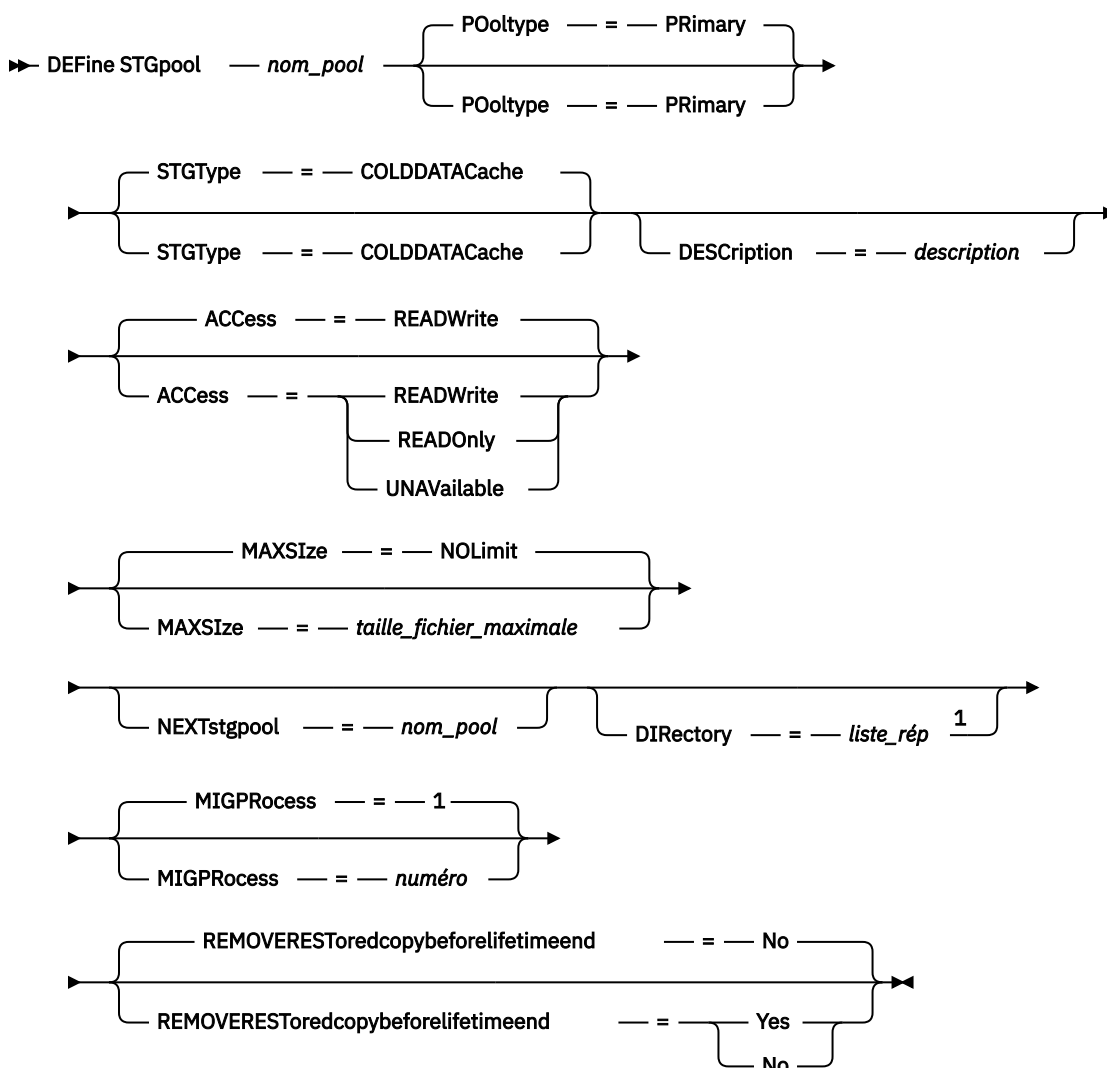 POoltype — = — PRimary
DEFine STGpool — nom_pool
POoltype — = — PRimary
STGType — = — COLDDATACache
STGType — = — COLDDATACache
DESCription — = — description
ACCess — = — READWrite
ACCess — = — READWrite
READOnly
UNAVailable
MAXSIze — = — NOLimit
MAXSIze — = — taille_fichier_maximale
NEXTstgpool — = — nom_pool
DIRectory — = — liste_rép 1
MIGPRocess — = — 1
MIGPRocess — = — numéro
REMOVERESToredcopybeforelifetimeend — = — No
REMOVERESToredcopybeforelifetimeend — = — Yes
No